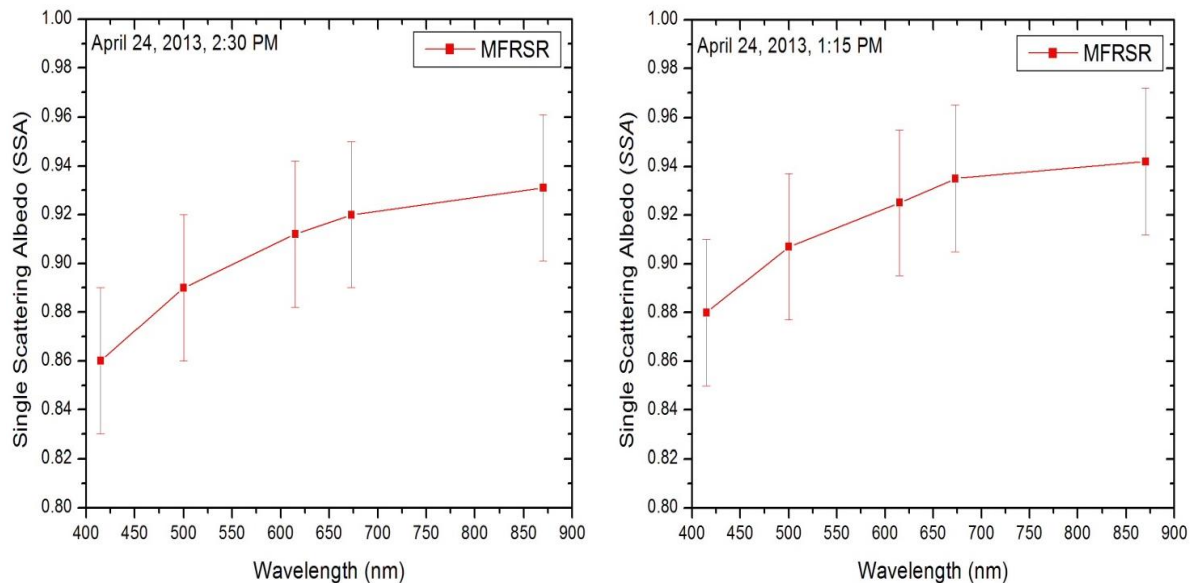 April 24, 2013, 2:30 PM
MFRSR
Single Scattering Albedo (SSA)
1.00
0.98
0.96
0.94
0.92
0.90
0.88
0.86
0.84
0.82
0.80
400 450 500 550 600 650 700 750 800 850 900
Wavelength (nm)
April 24, 2013, 1:15 PM
MFRSR
Single Scattering Albedo (SSA)
1.00
0.98
0.96
0.94
0.92
0.90
0.88
0.86
0.84
0.82
0.80
400 450 500 550 600 650 700 750 800 850 900
Wavelength (nm)